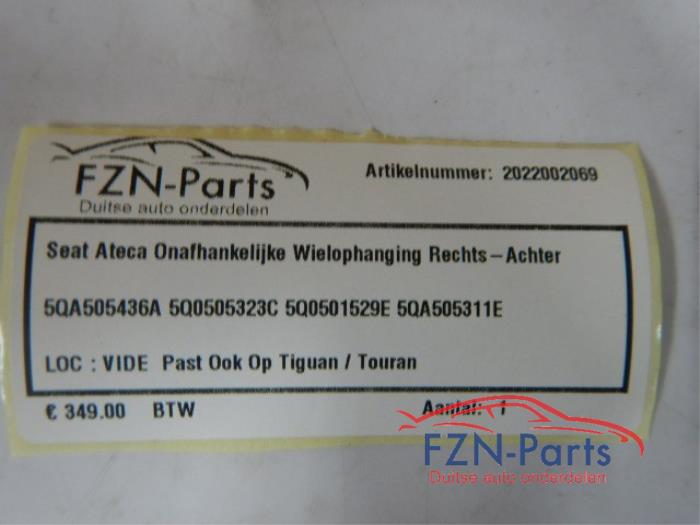 FZN-Parts
Duitse auto onderdelen
Artikelnummer: 2022002069
Seat Ateca Onafhankelijke Wielophanging Rechts-Achter
5QA505436A 5Q0505323C 5Q0501529E 5QA505311E
LOC : VIDE Past Ook Op Tiguan / Touran
€ 349.00 BTW
Aantal: 1
FZN-Parts
Duitse auto onderdelen